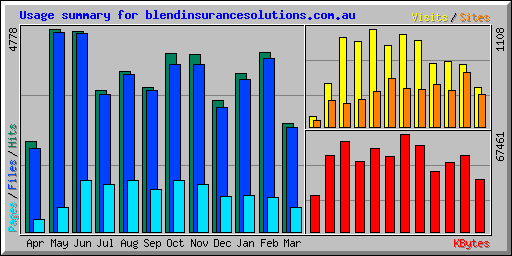 Usage summary for blendinsurancesolutions.com.au
Visits/Sites
4778
1108
67461
Pages/Files/Hits
Apr May Jun Jul Aug Sep Oct Nov Dec Jan Feb Mar
KBytes